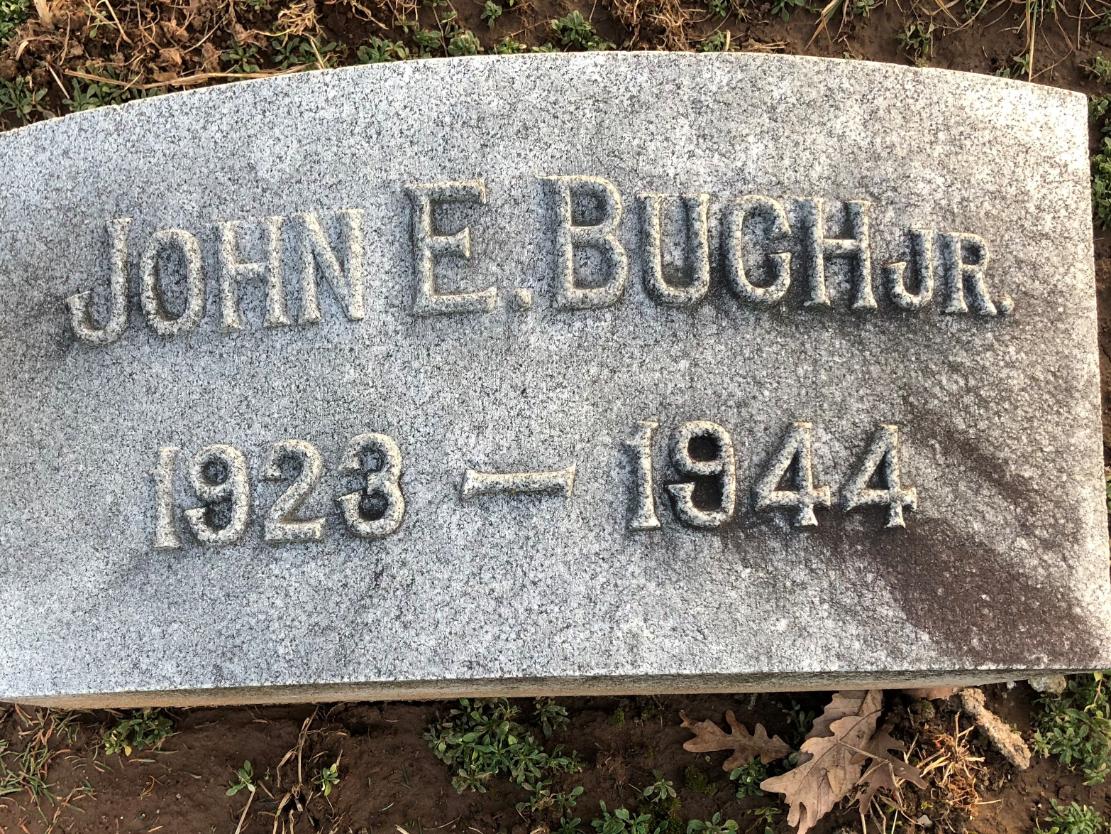 JOHN E. BUCH JR.
1923 — 1944